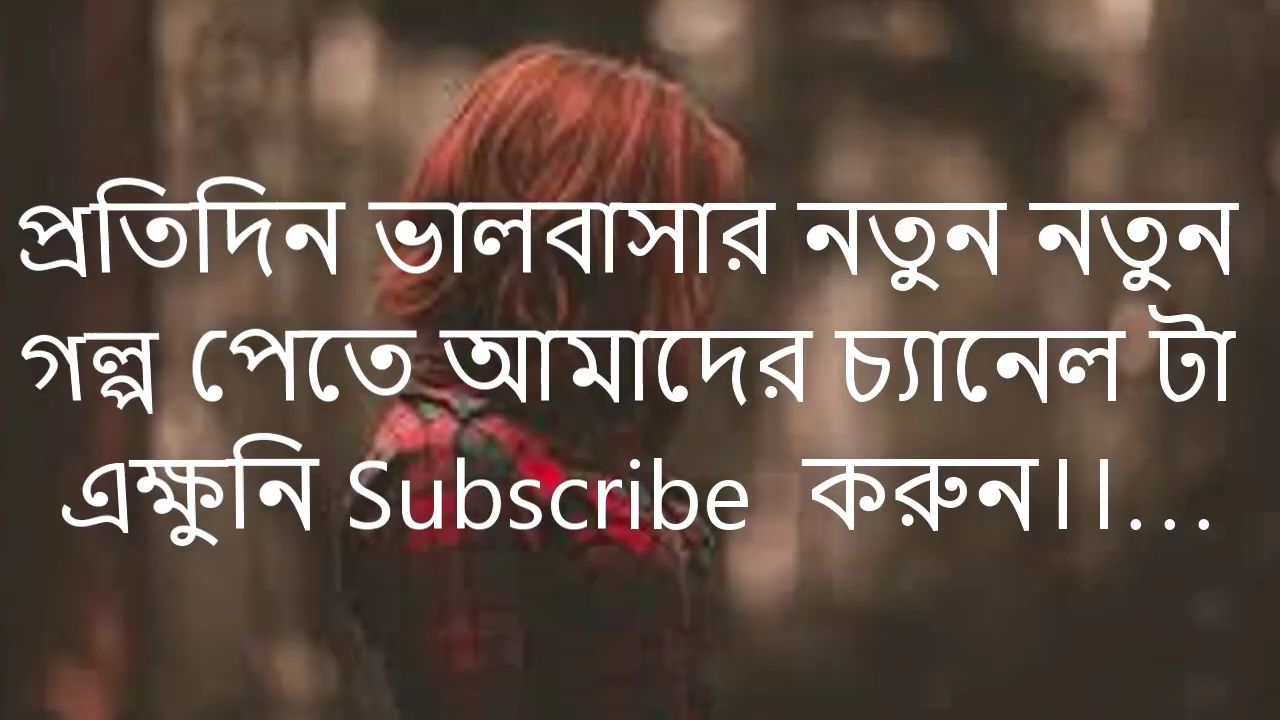 প্রতিদিন ভালবাসার নতুন নতুন
গল্প পেতে আমাদের চ্যানেল টা
এক্ষুনি Subscribe করুন।।...